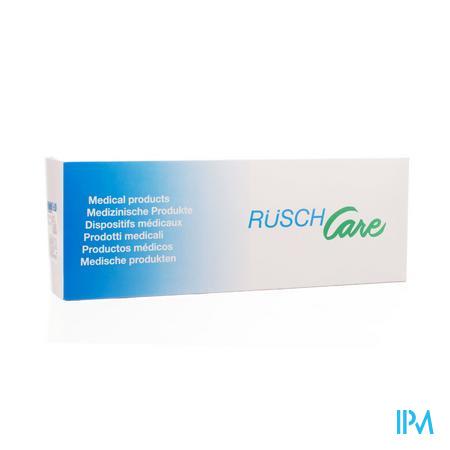 Medical products
Medizinische Produkte
Dispositifs médicaux
Prodotti medicali
Productos médicos
Medische produkten
RÜSCH Care
IPM